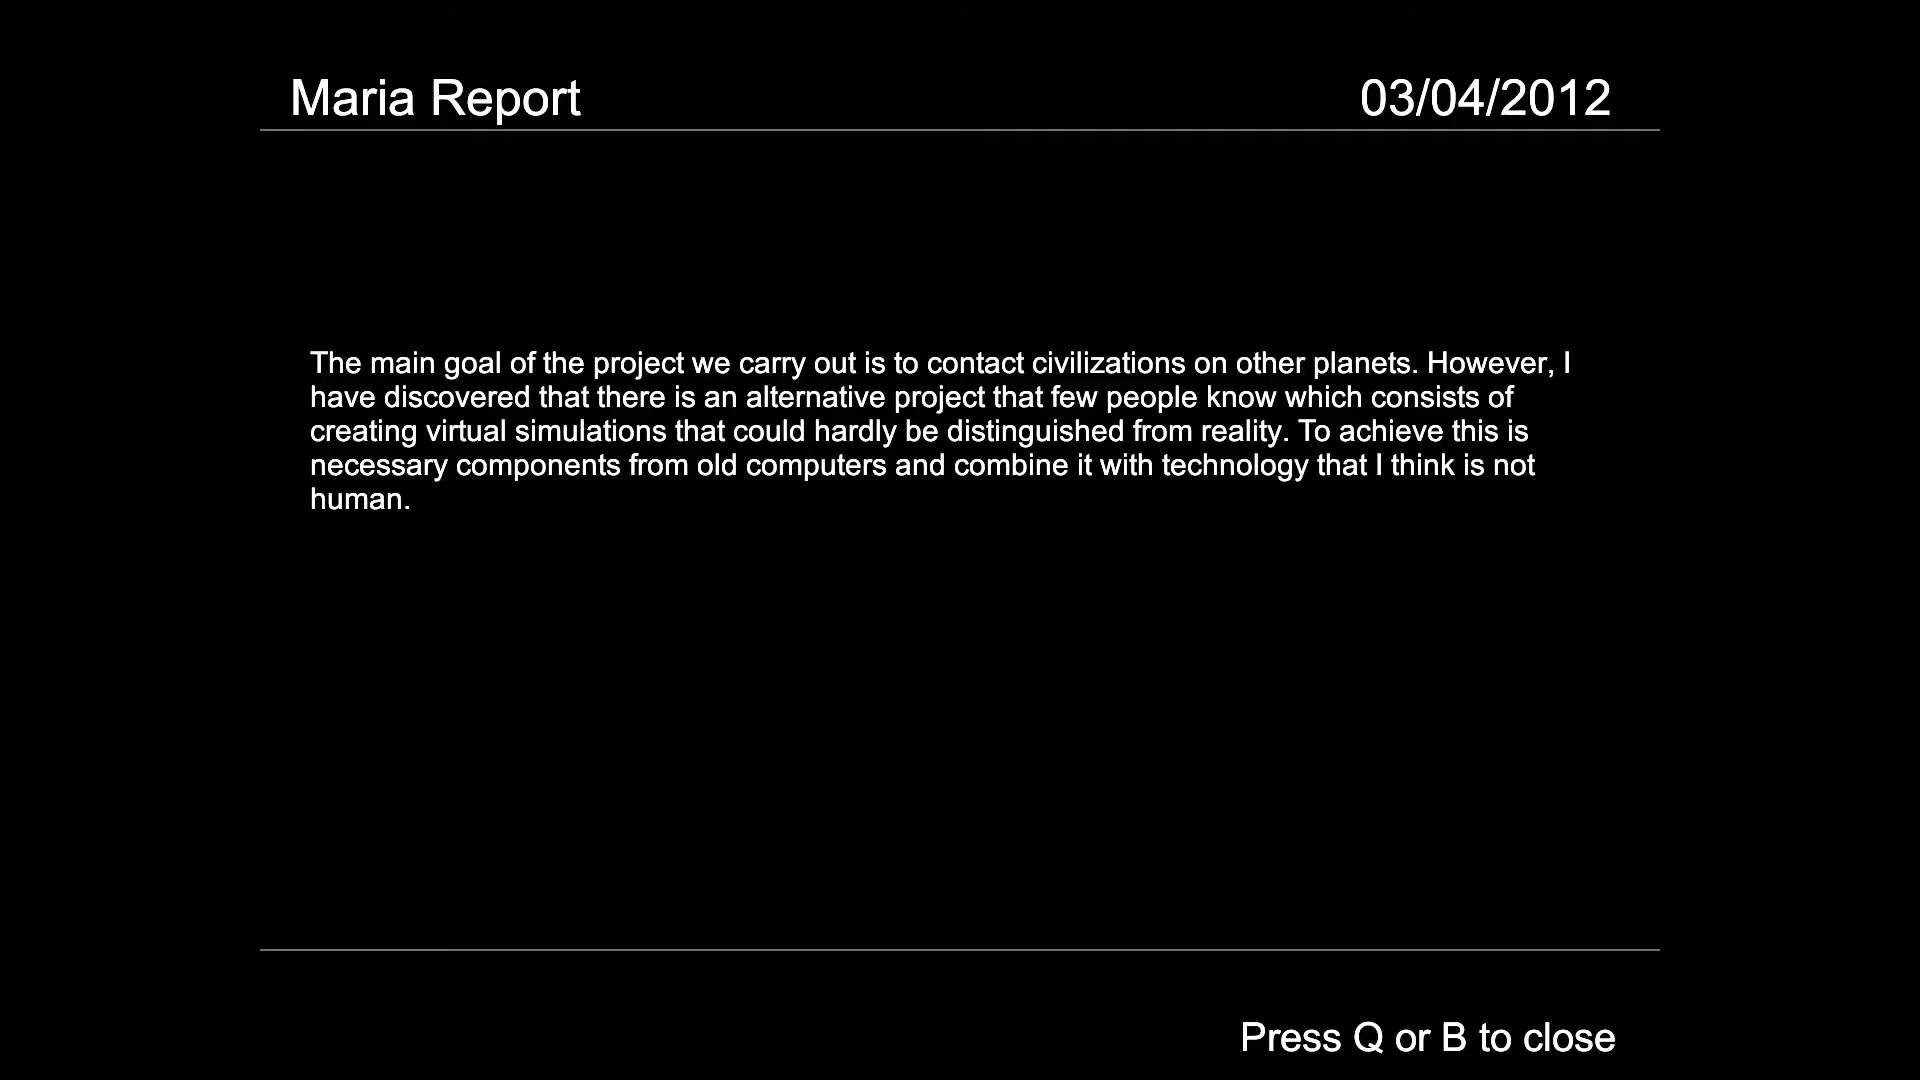 Maria Report
03/04/2012
The main goal of the project we carry out is to contact civilizations on other planets. However, I
have discovered that there is an alternative project that few people know which consists of
creating virtual simulations that could hardly be distinguished from reality. To achieve this is
necessary components from old computers and combine it with technology that I think is not
human.
Press Q or B to close